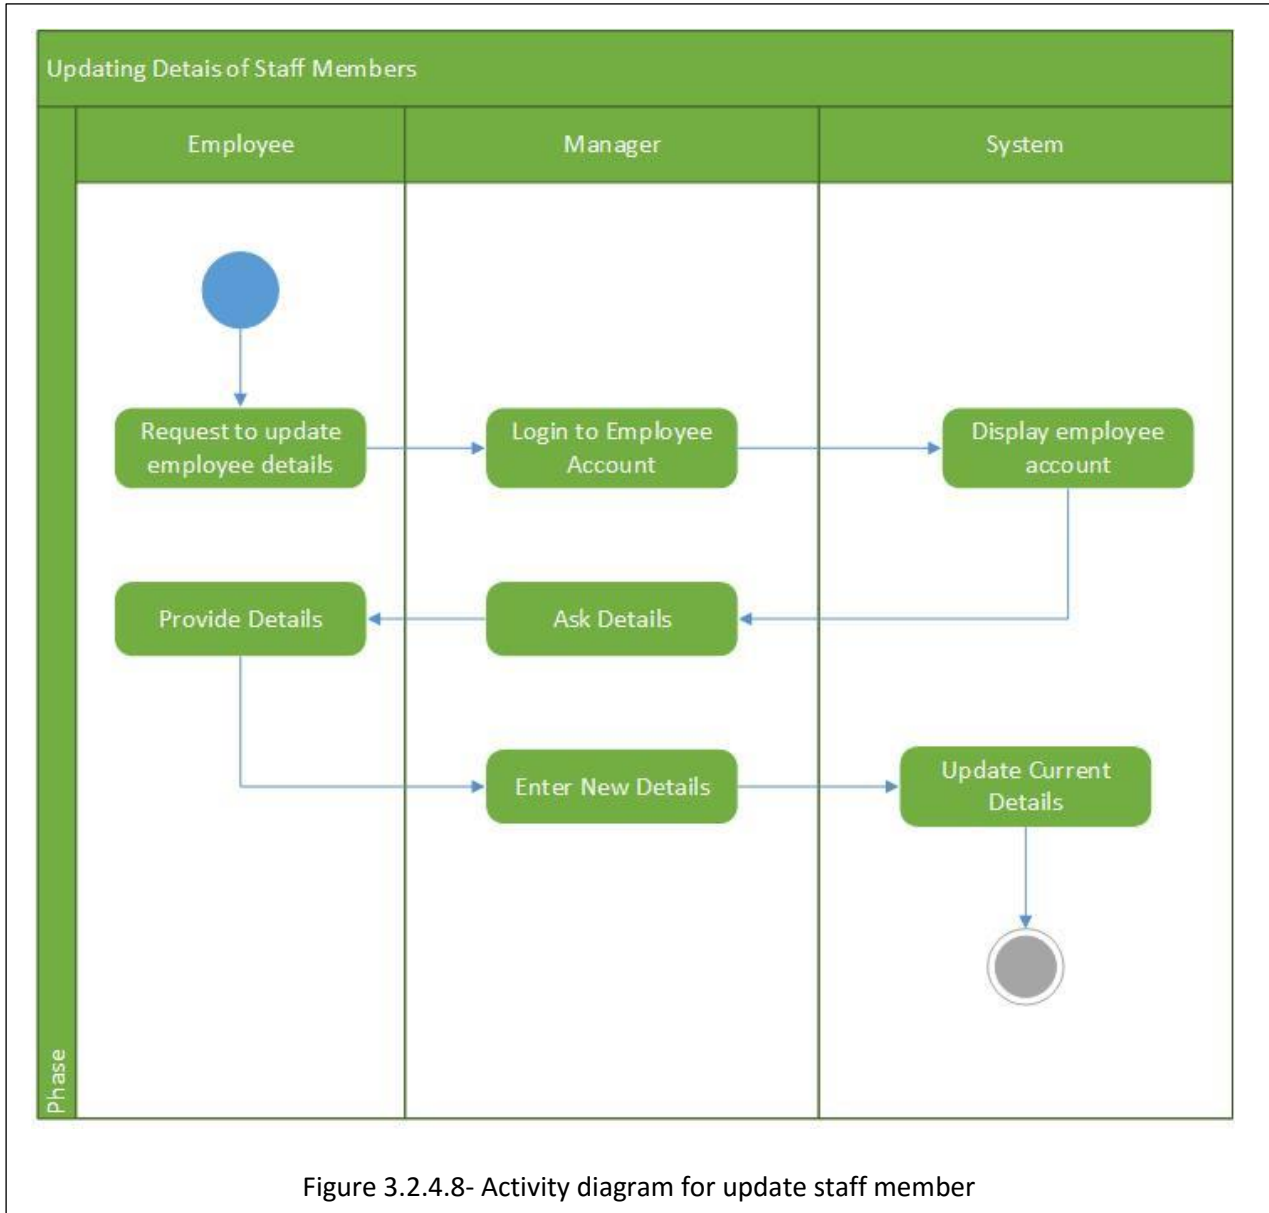 Updating Detais of Staff Members
Employee
Manager
System
Request to update
employee details
Login to Employee
Account
Display employee
account
Provide Details
Ask Details
Enter New Details
Update Current
Details
Phase
Figure 3.2.4.8- Activity diagram for update staff member